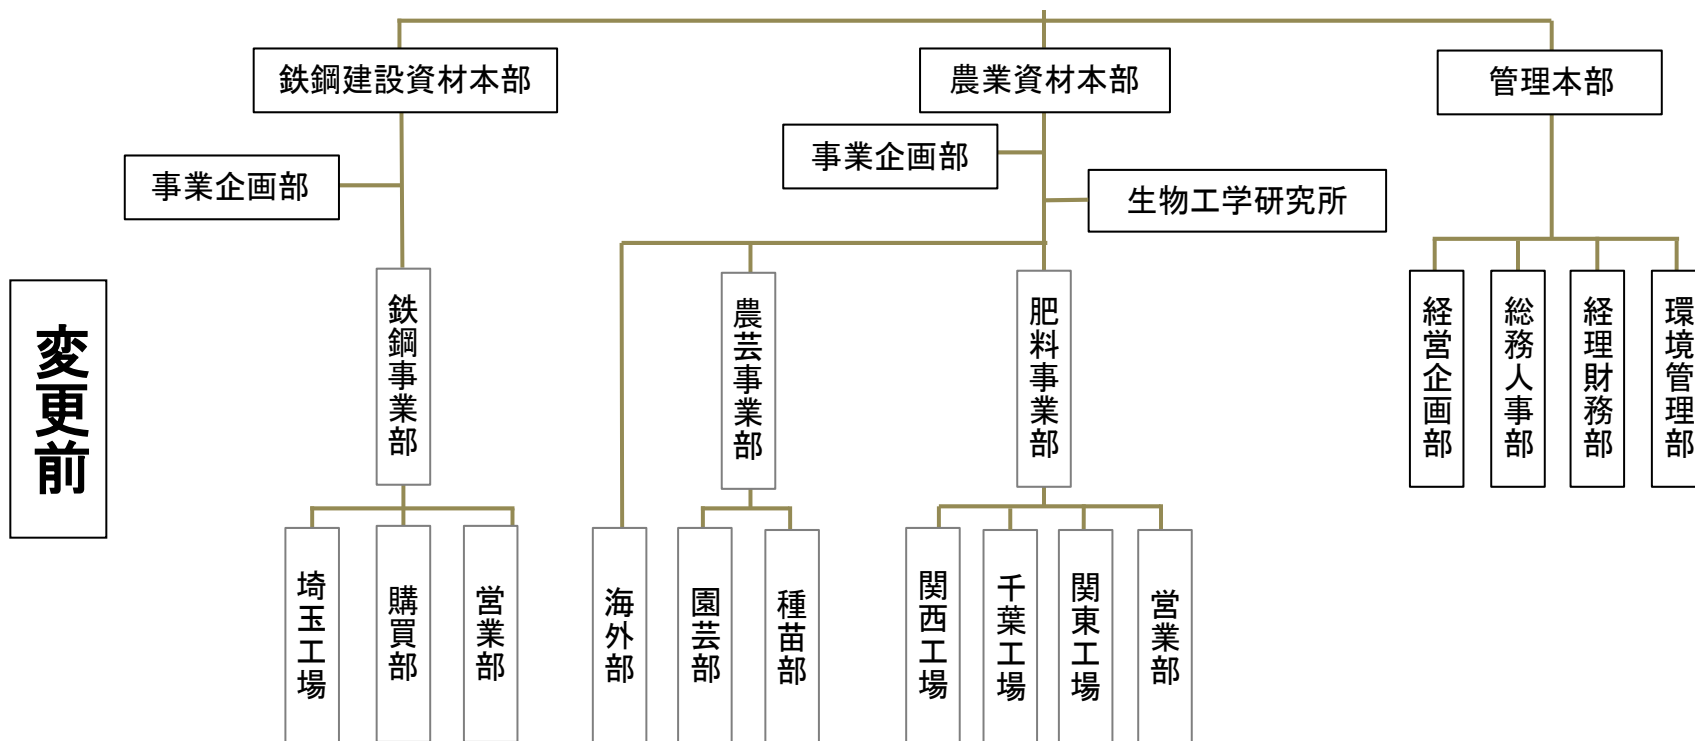 鉄鋼建設資材本部
農業資材本部
管理本部
事業企画部
事業企画部
生物工学研究所
変更前
鉄鋼事業部
農芸事業部
肥料事業部
経営企画部
総務人事部
経理財務部
環境管理部
埼玉工場
購買部
営業部
海外部
園芸部
種苗部
関西工場
千葉工場
関東工場
営業部